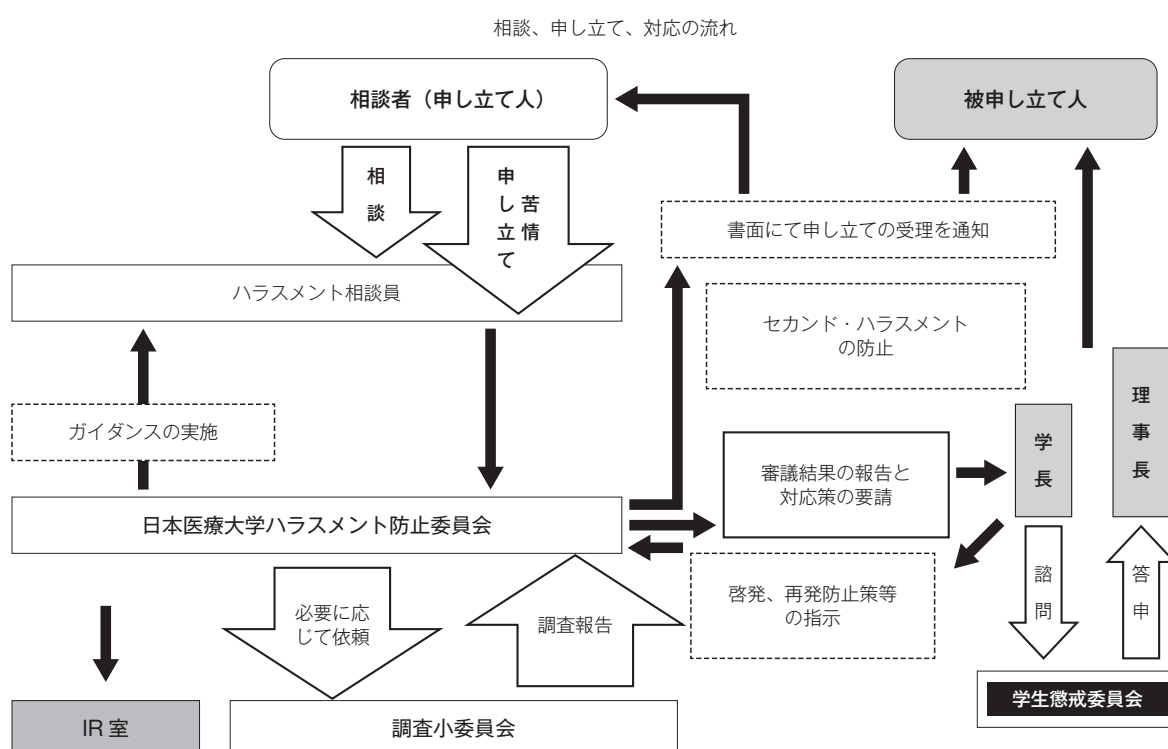 相談、申し立て、対応の流れ
相談者（申し立て人）
被申し立て人
相談
苦情
申し立て
書面にて申し立ての受理を通知
ハラスメント相談員
セカンド・ハラスメント
の防止
ガイダンスの実施
理事長
学長
審議結果の報告と
対応策の要請
日本医療大学ハラスメント防止委員会
必要に応
じて依頼
調査報告
啓発、再発防止策等
の指示
諮問
答申
学生懲戒委員会
IR 室
調査小委員会